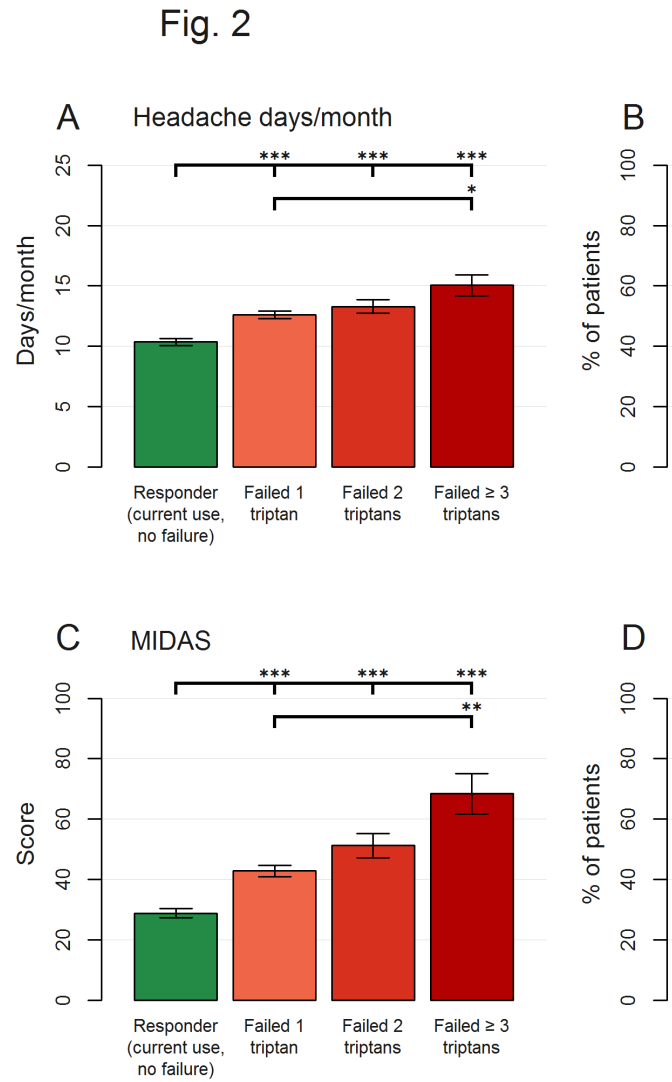 Fig. 2
A Headache days/month
B
***
***
***
*
25
20
15
10
5
0
Days/month
Responder
(current use,
no failure)
Failed 1
triptan
Failed 2
triptans
Failed ≥ 3
triptans
100
80
60
40
20
0
% of patients
C MIDAS
D
***
***
***
**
100
80
60
40
20
0
Score
Responder
(current use,
no failure)
Failed 1
triptan
Failed 2
triptans
Failed ≥ 3
triptans
100
80
60
40
20
0
% of patients